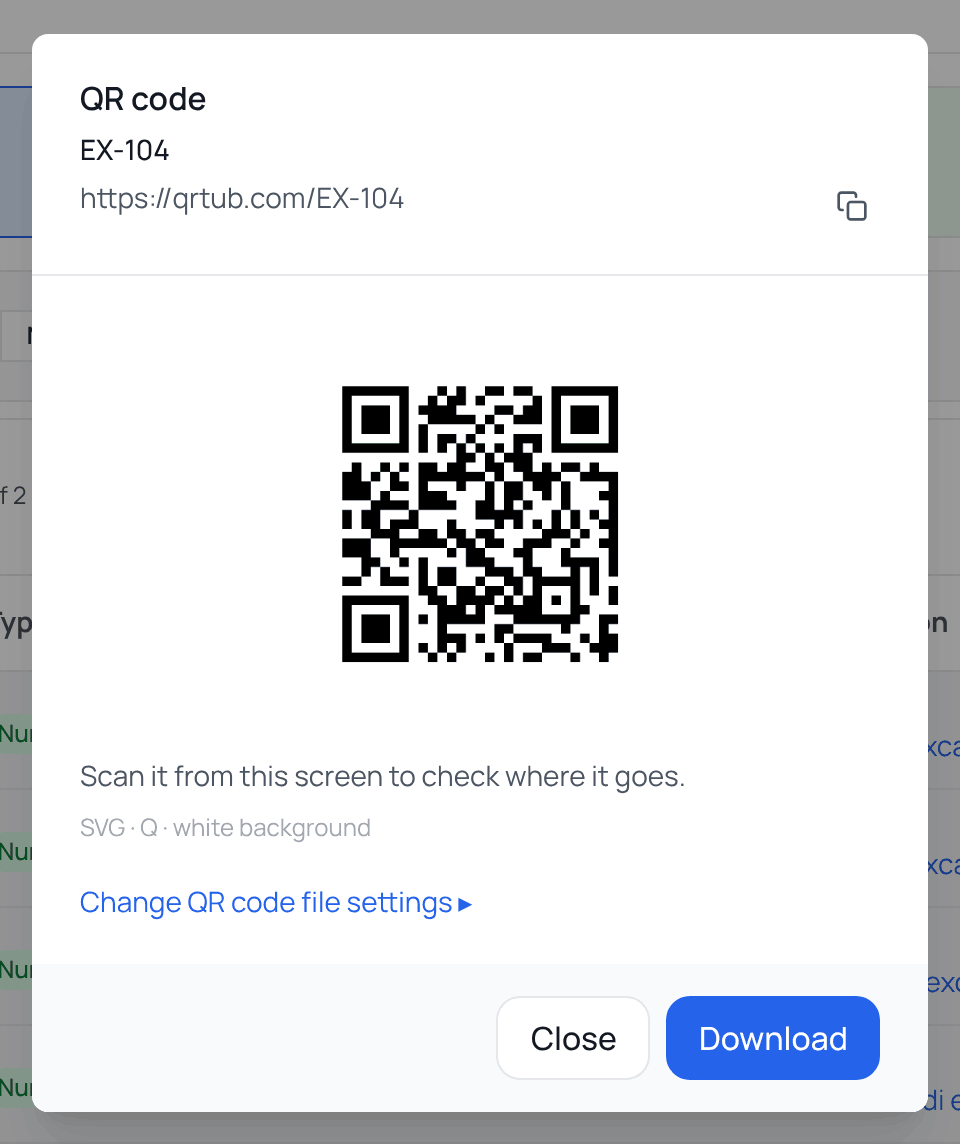 QR code
EX-104
https://qrtub.com/EX-104
f 2
Scan it from this screen to check where it goes.
SVG · Q · white background
Change QR code file settings ▸
Close
Download